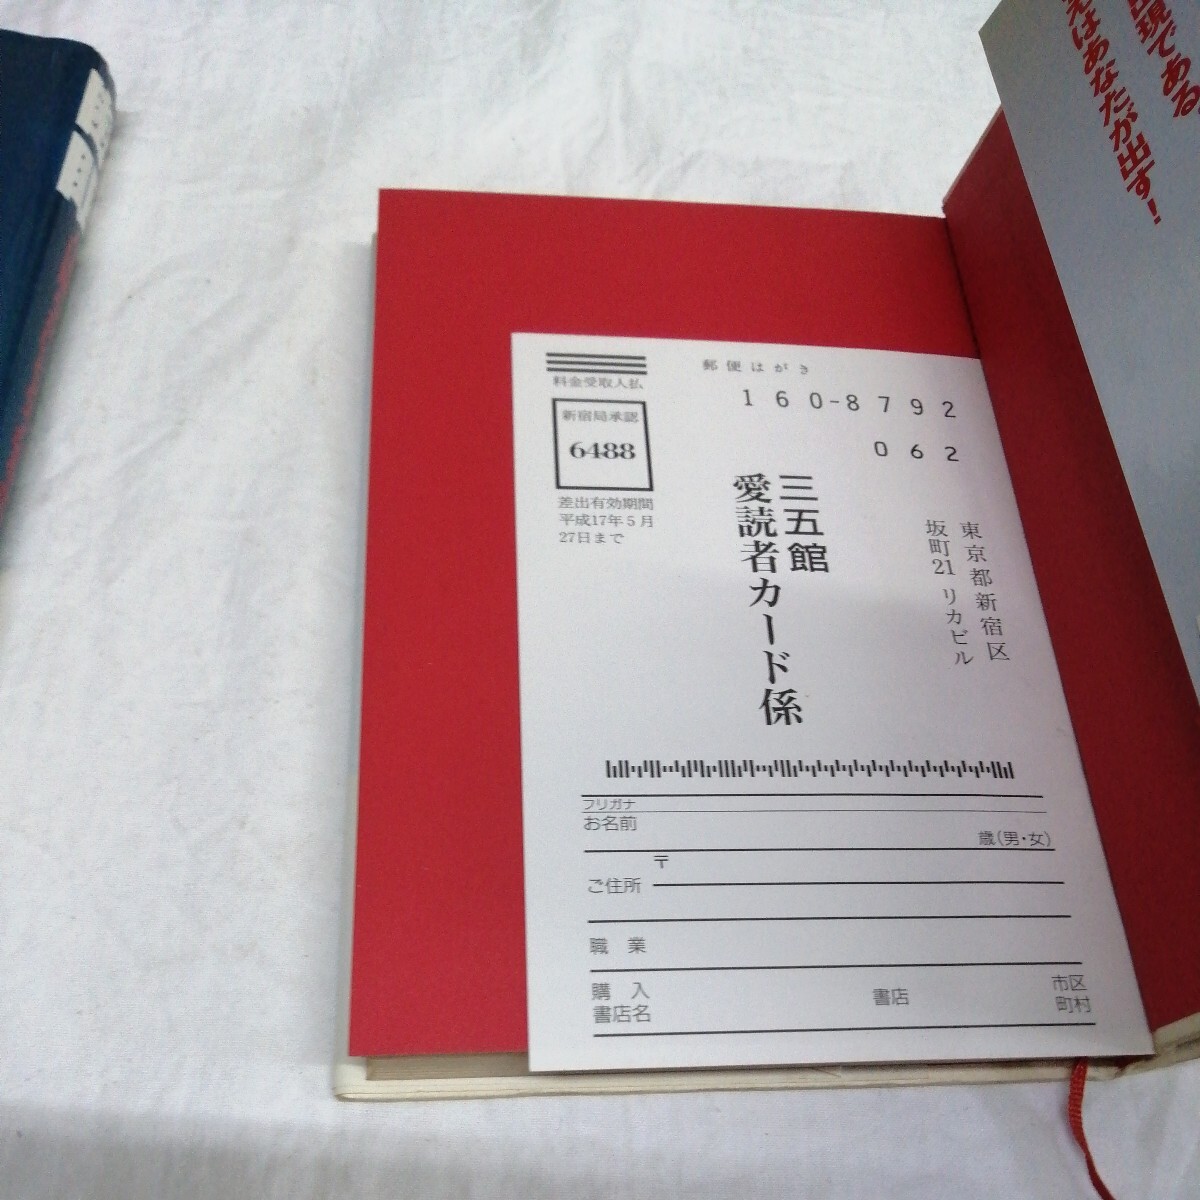 郵便はがき
料金受取人払
新宿局承認
6488
差出有効期間
平成17年5月
27日まで
160-8792
062
東京都新宿区
坂町21 リカビル
三五館
愛読者カード係
フリガナ
お名前
歳(男・女)
〒
ご住所
職 業
購 入
書店名
書店
市区
町村
現である
はあなたが出す!